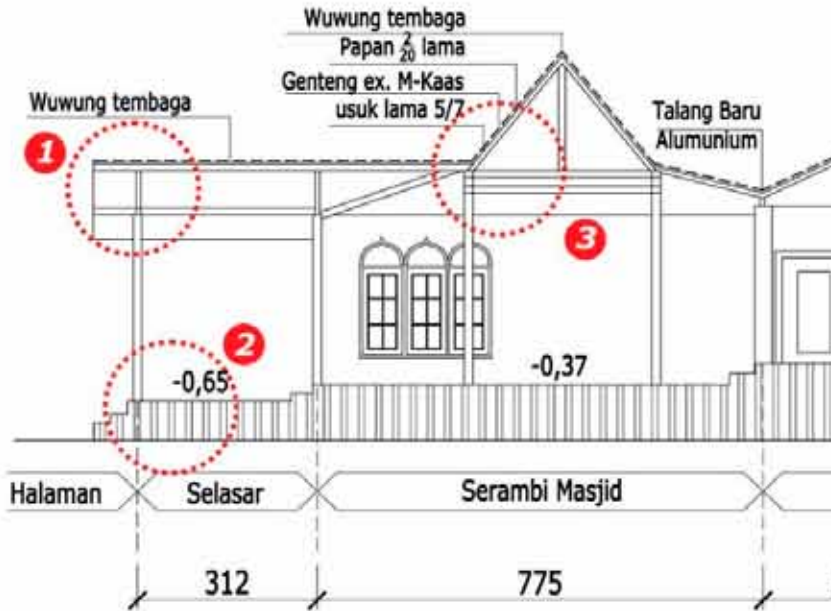 Wuwung tembaga
Papan 2/20 lama
Genteng ex. M-Kaas
usuk lama 5/7
Wuwung tembaga
Talang Baru
Alumunium
1
3
2
-0,65
-0,37
Halaman
Selasar
Serambi Masjid
312
775